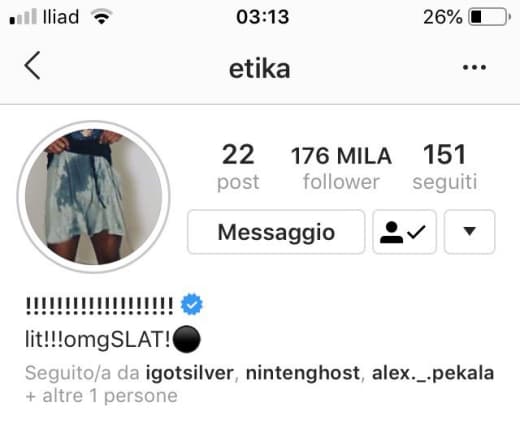 Iliad 03:13 26%
etika
22 176 MILA 151
post follower seguiti
Messaggio
!!!!!!!!!!!!!!!!!!!!
lit!!!omgSLAT!⚫
Seguito/a da igotsilver, nintenghost, alex._.pekala
+ altre 1 persone